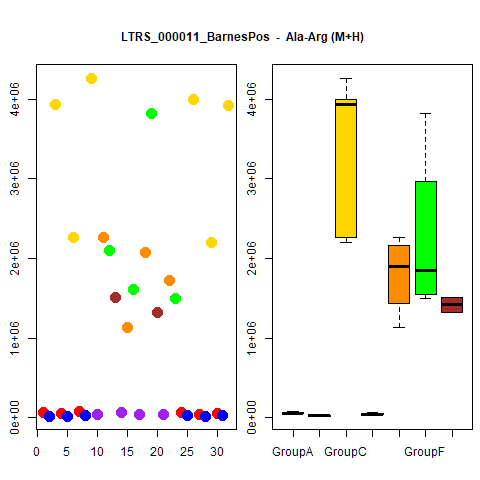 LTRS_000011_BarnesPos - Ala-Arg (M+H)
4e+06
3e+06
2e+06
1e+06
0e+00
0 5 10 15 20 25 30
4e+06
3e+06
2e+06
1e+06
0e+00
GroupA GroupC GroupF